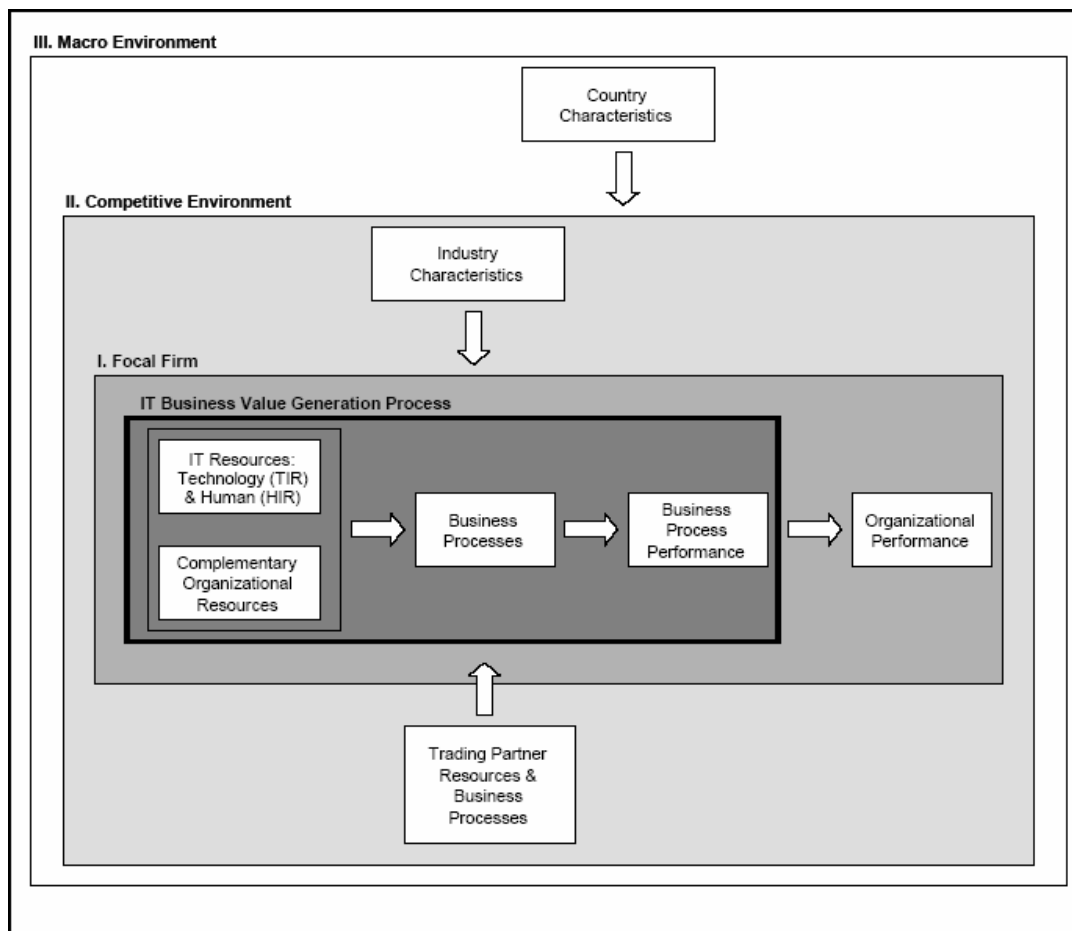 III. Macro Environment
Country
Characteristics
II. Competitive Environment
Industry
Characteristics
I. Focal Firm
IT Business Value Generation Process
IT Resources:
Technology (TIR)
& Human (HIR)
Complementary
Organizational
Resources
Business
Processes
Business
Process
Performance
Organizational
Performance
Trading Partner
Resources &
Business
Processes